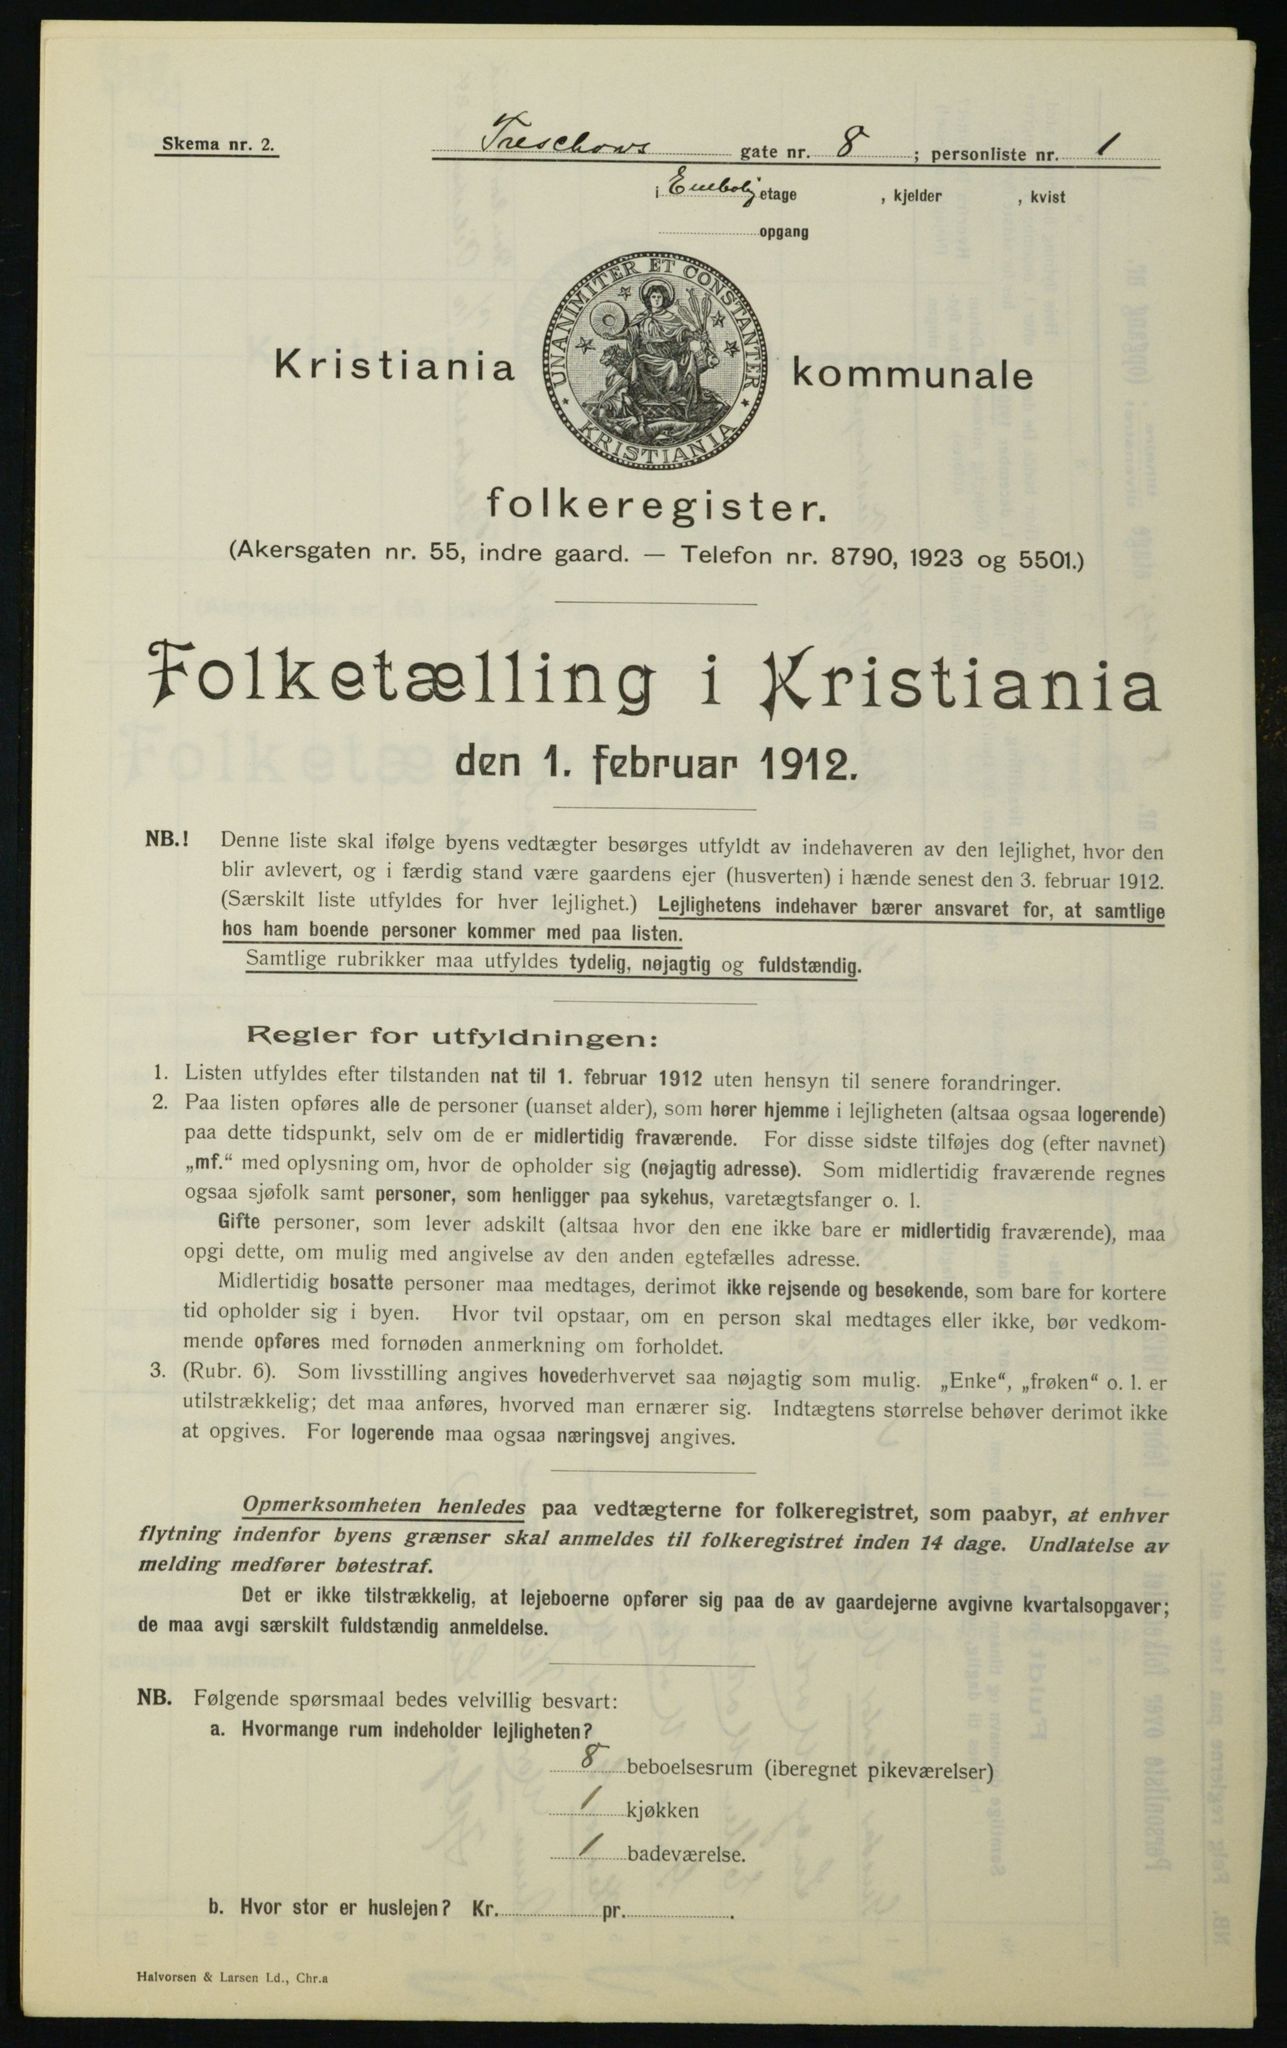 Skema nr. 2.
Treschows gate nr. 8; personliste nr. 1
i Enebolig etage , kjelder , kvist
opgang
UNANIMITER ET CONSTANTER
KRISTIANIA
Kristiania kommunale
folkeregister.
(Akersgaten nr. 55, indre gaard. — Telefon nr. 8790, 1923 og 5501.)
Folketælling i Kristiania
den 1. februar 1912.
NB.! Denne liste skal ifølge byens vedtægter besørges utfyldt av indehaveren av den lejlighet, hvor den
blir avlevert, og i færdig stand være gaardens ejer (husverten) i hænde senest den 3. februar 1912.
(Særskilt liste utfyldes for hver lejlighet.) Lejlighetens indehaver bærer ansvaret for, at samtlige
hos ham boende personer kommer med paa listen.
Samtlige rubrikker maa utfyldes tydelig, nøjagtig og fuldstændig.
Regler for utfyldningen:
1. Listen utfyldes efter tilstanden nat til 1. februar 1912 uten hensyn til senere forandringer.
2. Paa listen opføres alle de personer (uanset alder), som hører hjemme i lejligheten (altsaa ogsaa logerende)
paa dette tidspunkt, selv om de er midlertidig fraværende. For disse sidste tilføjes dog (efter navnet)
„mf.“ med oplysning om, hvor de opholder sig (nøjagtig adresse). Som midlertidig fraværende regnes
ogsaa sjøfolk samt personer, som henligger paa sykehus, varetægtsfanger o. l.
Gifte personer, som lever adskilt (altsaa hvor den ene ikke bare er midlertidig fraværende), maa
opgi dette, om mulig med angivelse av den anden egtefælles adresse.
Midlertidig bosatte personer maa medtages, derimot ikke rejsende og besøkende, som bare for kortere
tid opholder sig i byen. Hvor tvil opstaar, om en person skal medtages eller ikke, bør vedkom-
mende opføres med fornøden anmerkning om forholdet.
3. (Rubr. 6). Som livsstilling angives hovederhvervet saa nøjagtig som mulig. „Enke“, „frøken“ o. l. er
utilstrækkelig; det maa anføres, hvorved man ernærer sig. Indtægtens størrelse behøver derimot ikke
at opgives. For logerende maa ogsaa næringsvej angives.
Opmerksomheten henledes paa vedtægterne for folkeregistret, som paabyr, at enhver
flytning indenfor byens grænser skal anmeldes til folkeregistret inden 14 dage. Undlatelse av
melding medfører bøtestraf.
Det er ikke tilstrækkelig, at lejeboerne opfører sig paa de av gaardejerne avgivne kvartalsopgaver;
de maa avgi særskilt fuldstændig anmeldelse.
NB. Følgende spørsmaal bedes velvillig besvart:
a. Hvormange rum indeholder lejligheten?
8 beboelsesrum (iberegnet pikeværelser)
1 kjøkken
1 badeværelse.
b. Hvor stor er huslejen? Kr. pr. .
Halvorsen & Larsen Ld., Chr.a